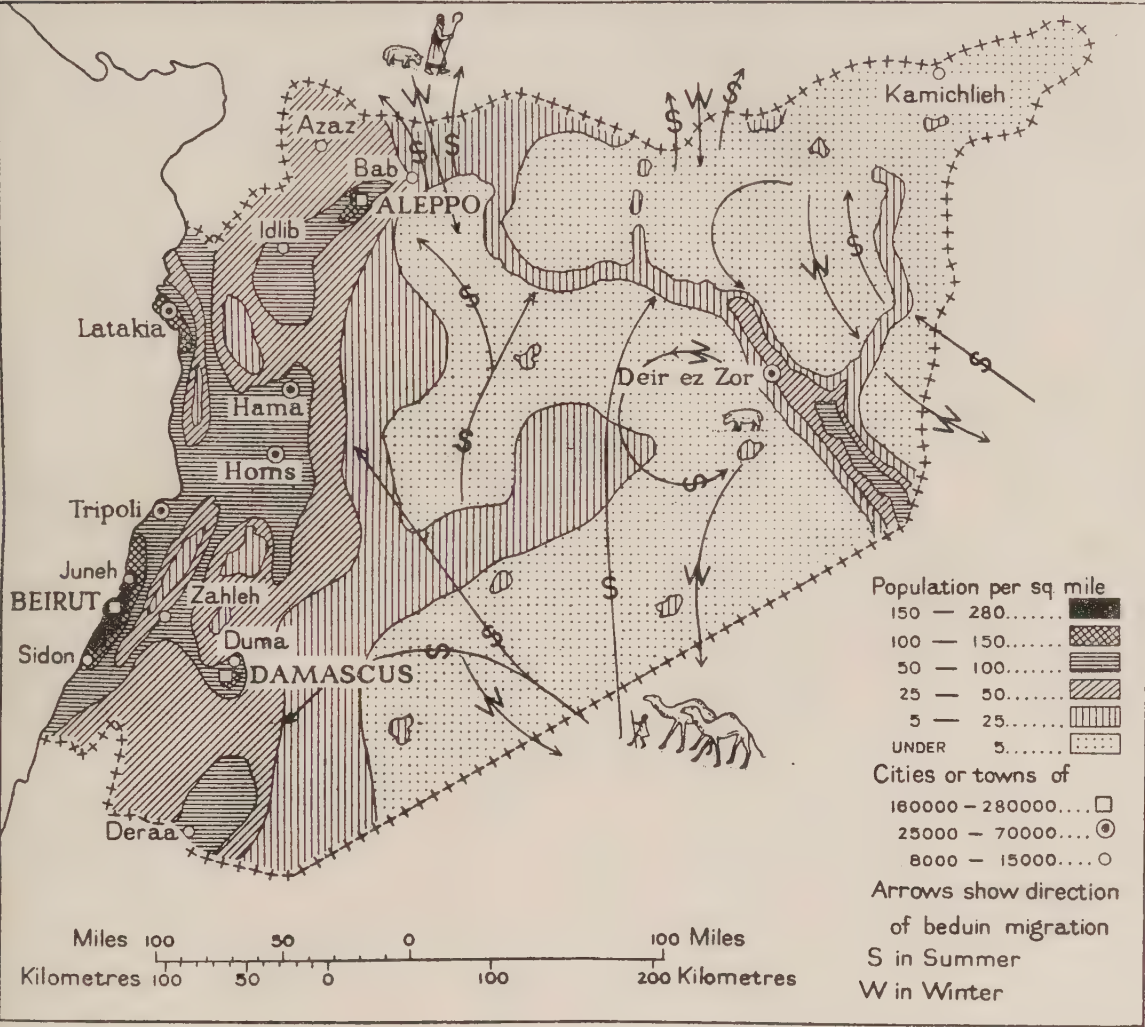 Kamichlieh
W
S
S
Azaz
S
S
Bab
W
ALEPPO
Idlib
S
W
S
Latakia
S
W
Deir ez Zor
Hama
W
S
Homs
S
Tripoli
Juneh
Zahleh
BEIRUT
S
W
Sidon
Duma
S
S
DAMASCUS
W
Deraa
Population per sq. mile
150 — 280......
100 — 150......
50 — 100......
25 — 50......
5 — 25......
UNDER 5......
Cities or towns of
160000 – 280000....
25000 – 70000....
8000 – 15000....
Arrows show direction
of beduin migration
S in Summer
W in Winter
Miles 100 50 0 100 Miles
Kilometres 100 50 0 100 200 Kilometres